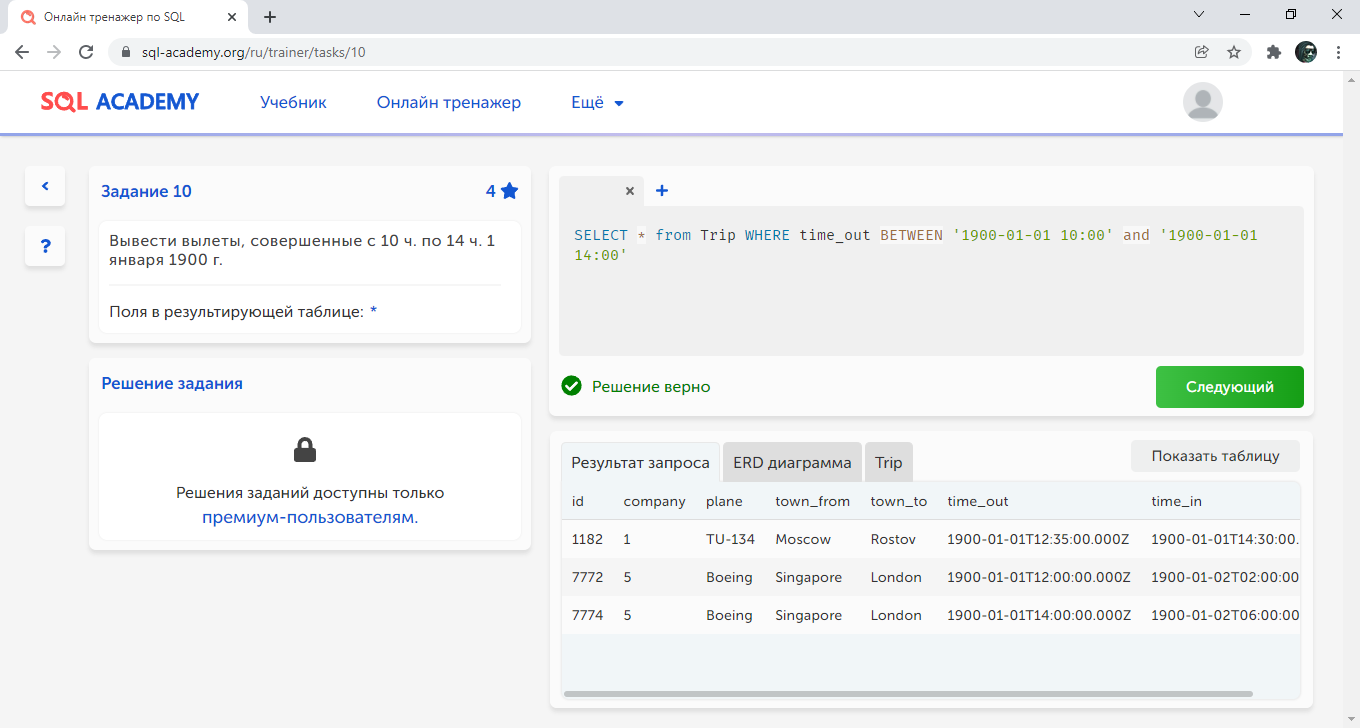 Онлайн тренажер по SQL
sql-academy.org/ru/trainer/tasks/10
SQL ACADEMY
Учебник
Онлайн тренажер
Ещё
Задание 10
4
Вывести вылеты, совершенные с 10 ч. по 14 ч. 1
января 1900 г.
Поля в результирующей таблице: *
?
Решение задания
Решения заданий доступны только
премиум-пользователям.
SELECT * from Trip WHERE time_out BETWEEN '1900-01-01 10:00' and '1900-01-01
14:00'
Решение верно
Следующий
Результат запроса
ERD диаграмма
Trip
Показать таблицу
id company plane town_from town_to time_out time_in
1182 1 TU-134 Moscow Rostov 1900-01-01T12:35:00.000Z 1900-01-01T14:30:00.
7772 5 Boeing Singapore London 1900-01-01T12:00:00.000Z 1900-01-02T02:00:00
7774 5 Boeing Singapore London 1900-01-01T14:00:00.000Z 1900-01-02T06:00:00